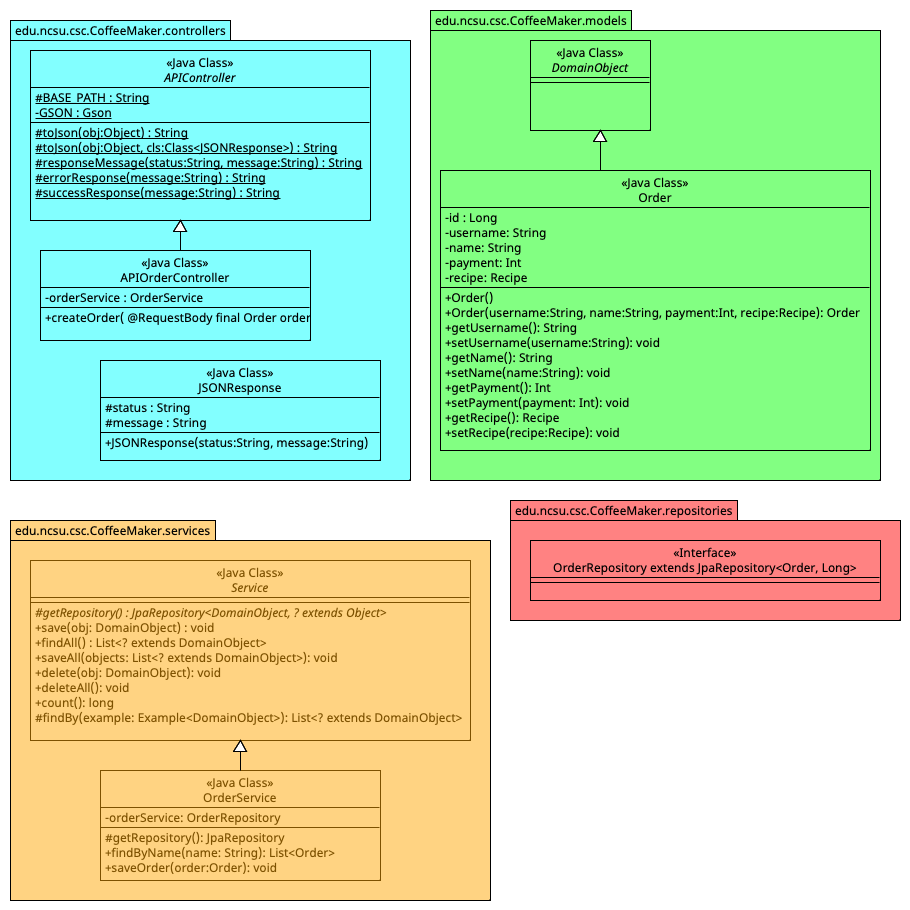 edu.ncsu.csc.CoffeeMaker.controllers
«Java Class»
APIController
#BASE_PATH : String
-GSON : Gson
#toJson(obj:Object) : String
#toJson(obj:Object, cls:Class<JSONResponse>) : String
#responseMessage(status:String, message:String) : String
#errorResponse(message:String) : String
#successResponse(message:String) : String
«Java Class»
APIOrderController
-orderService : OrderService
+createOrder( @RequestBody final Order order
«Java Class»
JSONResponse
#status : String
#message : String
+JSONResponse(status:String, message:String)
edu.ncsu.csc.CoffeeMaker.models
«Java Class»
DomainObject
«Java Class»
Order
-id : Long
-username: String
-name: String
-payment: Int
-recipe: Recipe
+Order()
+Order(username:String, name:String, payment:Int, recipe:Recipe): Order
+getUsername(): String
+setUsername(username:String): void
+getName(): String
+setName(name:String): void
+getPayment(): Int
+setPayment(payment: Int): void
+getRecipe(): Recipe
+setRecipe(recipe:Recipe): void
edu.ncsu.csc.CoffeeMaker.services
«Java Class»
Service
#getRepository() : JpaRepository<DomainObject, ? extends Object>
+save(obj: DomainObject) : void
+findAll() : List<? extends DomainObject>
+saveAll(objects: List<? extends DomainObject>): void
+delete(obj: DomainObject): void
+deleteAll(): void
+count(): long
#findBy(example: Example<DomainObject>): List<? extends DomainObject>
«Java Class»
OrderService
-orderService: OrderRepository
#getRepository(): JpaRepository
+findByName(name: String): List<Order>
+saveOrder(order:Order): void
edu.ncsu.csc.CoffeeMaker.repositories
«Interface»
OrderRepository extends JpaRepository<Order, Long>